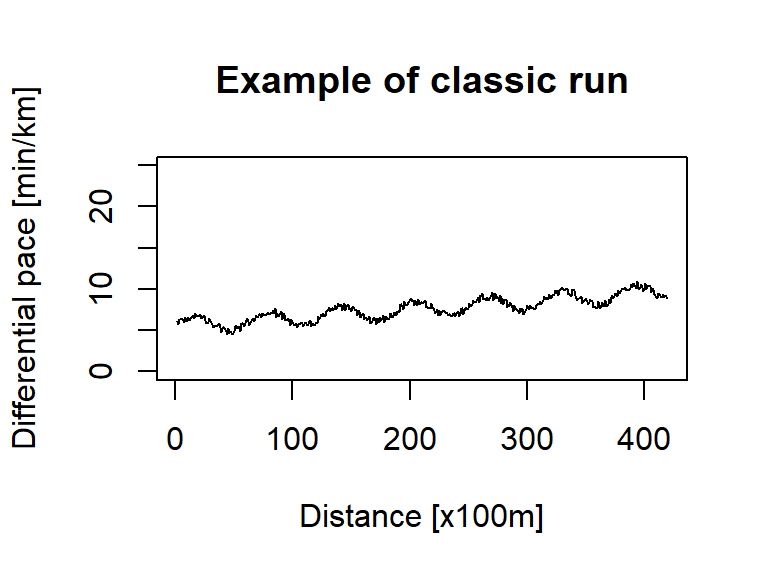 Example of classic run
Differential pace [min/km]
20
10
0
0 100 200 300 400
Distance [x100m]